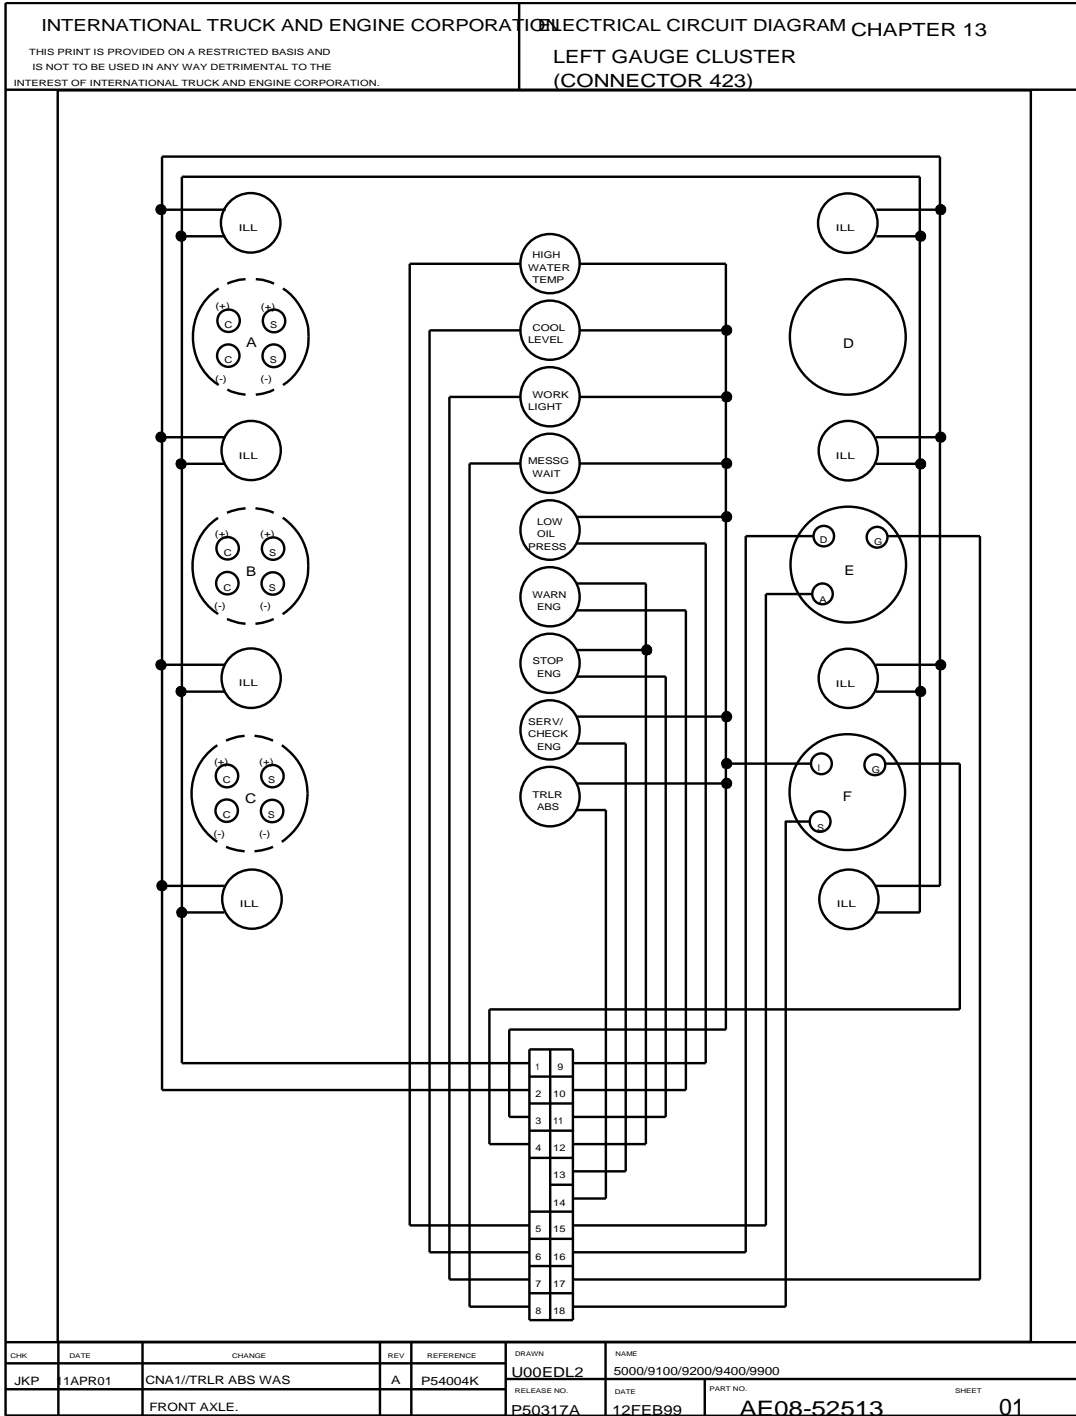 INTERNATIONAL TRUCK AND ENGINE CORPORATION
THIS PRINT IS PROVIDED ON A RESTRICTED BASIS AND
IS NOT TO BE USED IN ANY WAY DETRIMENTAL TO THE
INTEREST OF INTERNATIONAL TRUCK AND ENGINE CORPORATION.
ELECTRICAL CIRCUIT DIAGRAM CHAPTER 13
LEFT GAUGE CLUSTER
(CONNECTOR 423)
ILL
ILL
HIGH
WATER
TEMP
(+) (+)
C S
A
C S
(-) (-)
COOL
LEVEL
D
WORK
LIGHT
ILL
ILL
MESSG
WAIT
LOW
OIL
PRESS
(+) (+)
C S
B
C S
(-) (-)
D G
E
A
WARN
ENG
STOP
ENG
ILL
ILL
SERV/
CHECK
ENG
(+) (+)
C S
C
C S
(-) (-)
I G
F
S
TRLR
ABS
ILL
ILL
1 9
2 10
3 11
4 12
13
14
5 15
6 16
7 17
8 18
CHK DATE CHANGE REV REFERENCE
JKP 11APR01 CNA1//TRLR ABS WAS A P54004K
FRONT AXLE.
DRAWN
U00EDL2
NAME
5000/9100/9200/9400/9900
RELEASE NO.
P50317A
DATE
12FEB99
PART NO.
AE08-52513
SHEET
01